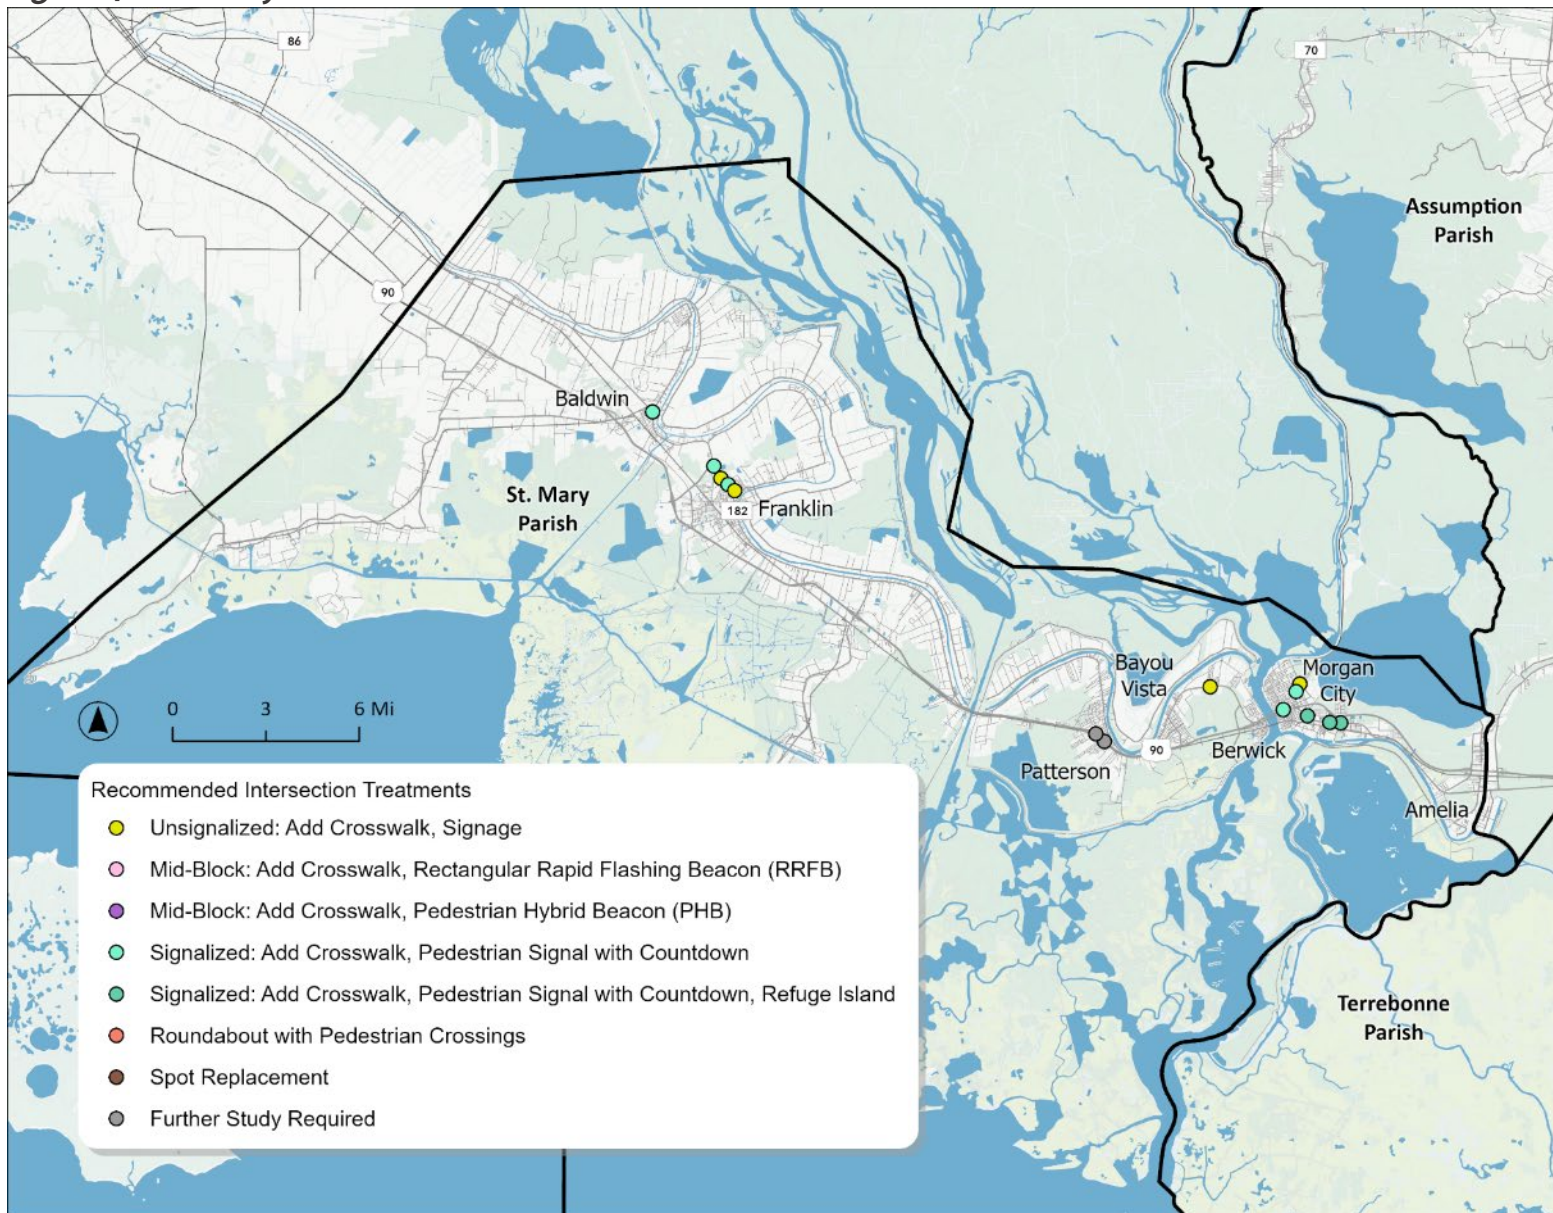 86
70
Assumption
Parish
90
Baldwin
St. Mary
Parish
182
Franklin
Bayou
Vista
Morgan
City
0 3 6 Mi
Patterson
90
Berwick
Amelia
Recommended Intersection Treatments
Unsignalized: Add Crosswalk, Signage
Mid-Block: Add Crosswalk, Rectangular Rapid Flashing Beacon (RRFB)
Mid-Block: Add Crosswalk, Pedestrian Hybrid Beacon (PHB)
Signalized: Add Crosswalk, Pedestrian Signal with Countdown
Signalized: Add Crosswalk, Pedestrian Signal with Countdown, Refuge Island
Roundabout with Pedestrian Crossings
Spot Replacement
Further Study Required
Terrebonne
Parish